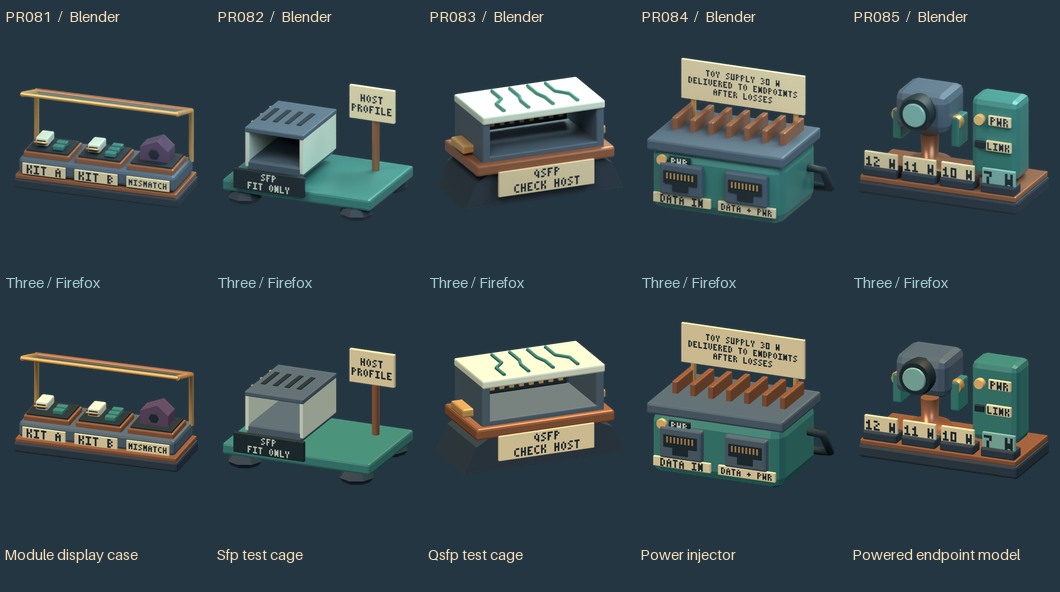 PR081 / Blender
PR082 / Blender
PR083 / Blender
PR084 / Blender
PR085 / Blender
KIT A
KIT B
MISMATCH
HOST
PROFILE
SFP
FIT ONLY
QSFP
CHECK HOST
TOY SUPPLY 30 W
DELIVERED TO ENDPOINTS
AFTER LOSSES
PWR
DATA IN
DATA + PWR
PWR
LINK
12 W
11 W
10 W
7 W
Three / Firefox
Three / Firefox
Three / Firefox
Three / Firefox
Three / Firefox
KIT A
KIT B
MISMATCH
HOST
PROFILE
SFP
FIT ONLY
QSFP
CHECK HOST
TOY SUPPLY 30 W
DELIVERED TO ENDPOINTS
AFTER LOSSES
PWR
DATA IN
DATA + PWR
PWR
LINK
12 W
11 W
10 W
7 W
Module display case
Sfp test cage
Qsfp test cage
Power injector
Powered endpoint model